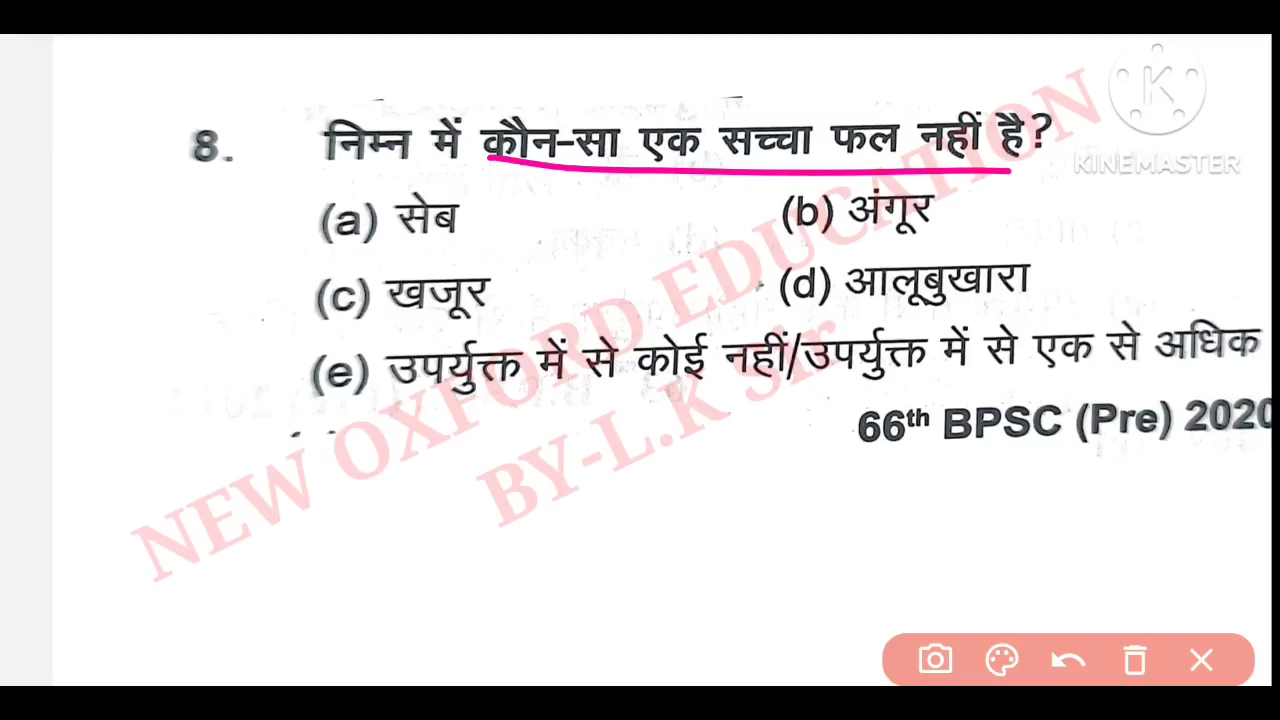 8. निम्न में कौन-सा एक सच्चा फल नहीं है?
(a) सेब (b) अंगूर
(c) खजूर (d) आलूबुखारा
(e) उपर्युक्त में से कोई नहीं/उपर्युक्त में से एक से अधिक
66th BPSC (Pre) 2020
NEW OXFORD EDUCATION
BY-L.K Sir
K
KINEMASTER